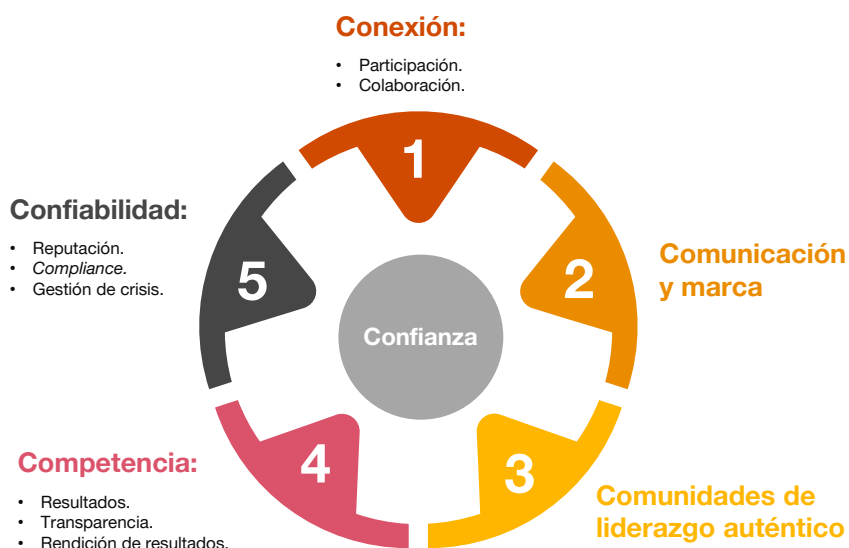 Conexión:
• Participación.
• Colaboración.
1
2
Comunicación
y marca
3
Comunidades de
liderazgo auténtico
4
Competencia:
• Resultados.
• Transparencia.
• Rendición de resultados.
5
Confiabilidad:
• Reputación.
• Compliance.
• Gestión de crisis.
Confianza